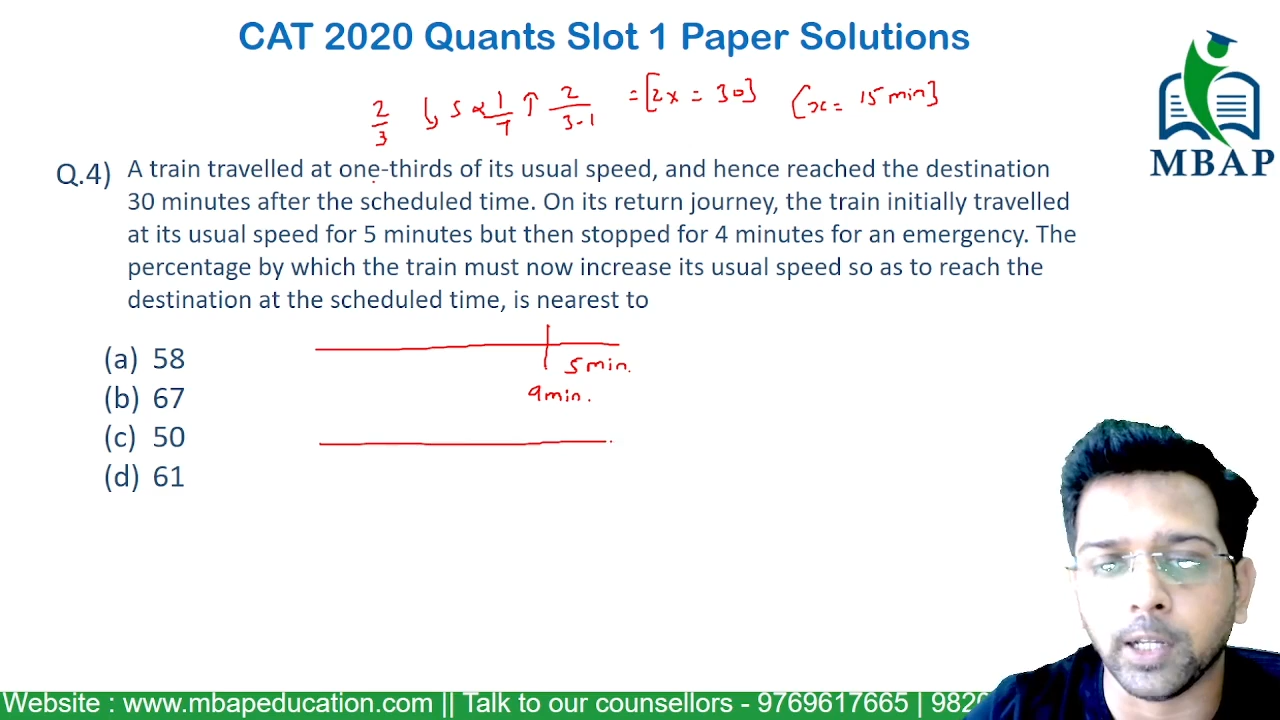 CAT 2020 Quants Slot 1 Paper Solutions
2/3 ↳ S α 1/T ↑ 2/3-1 = [2x = 30] (x = 15 min]
MBAP
Q.4) A train travelled at one-thirds of its usual speed, and hence reached the destination
30 minutes after the scheduled time. On its return journey, the train initially travelled
at its usual speed for 5 minutes but then stopped for 4 minutes for an emergency. The
percentage by which the train must now increase its usual speed so as to reach the
destination at the scheduled time, is nearest to
(a) 58
(b) 67
(c) 50
(d) 61
5 min.
9 min.
Website : www.mbapeducation.com || Talk to our counsellors - 9769617665 | 982